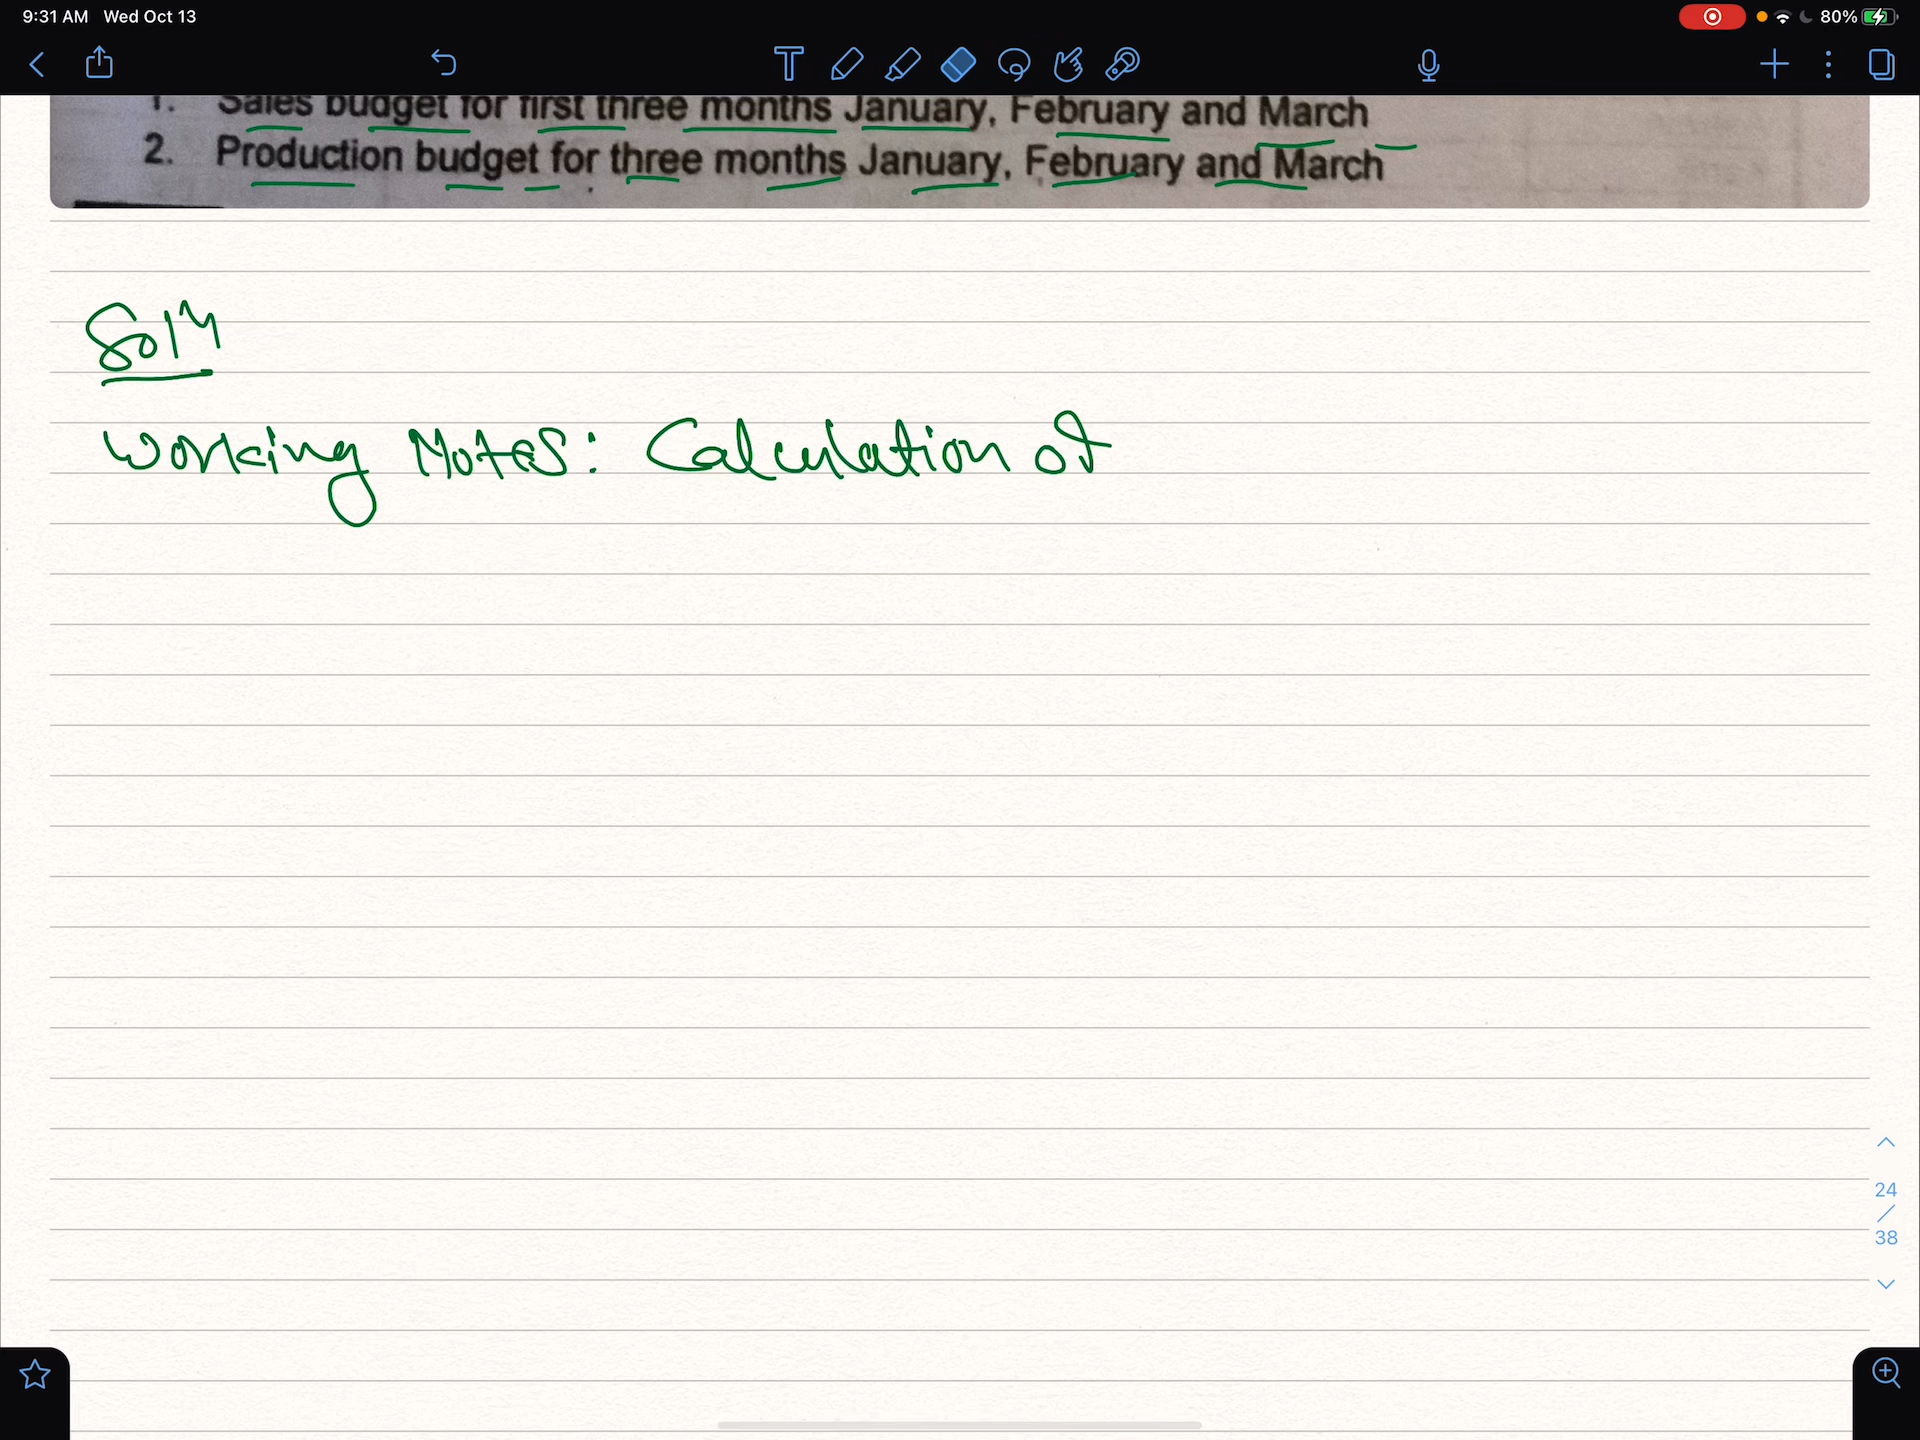 9:31 AM Wed Oct 13
80%
1. Sales budget for first three months January, February and March
2. Production budget for three months January, February and March
Soln
Working Notes: Calculation of
24
/
38